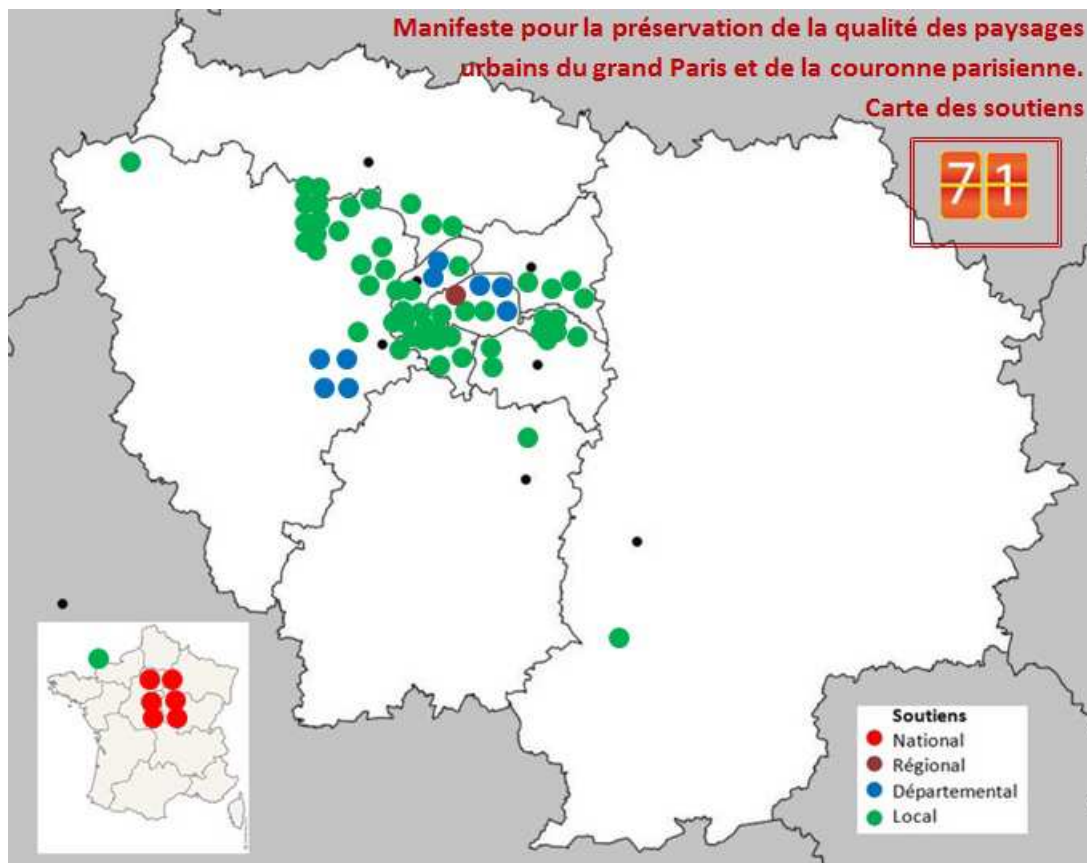 Manifeste pour la préservation de la qualité des paysages
urbains du grand Paris et de la couronne parisienne.
Carte des soutiens
71
Soutiens
National
Régional
Départemental
Local